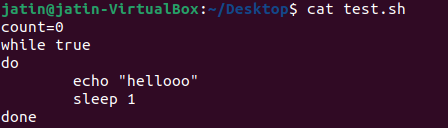 jatin@jatin-VirtualBox:~/Desktop$ cat test.sh
count=0
while true
do
        echo "hellooo"
        sleep 1
done